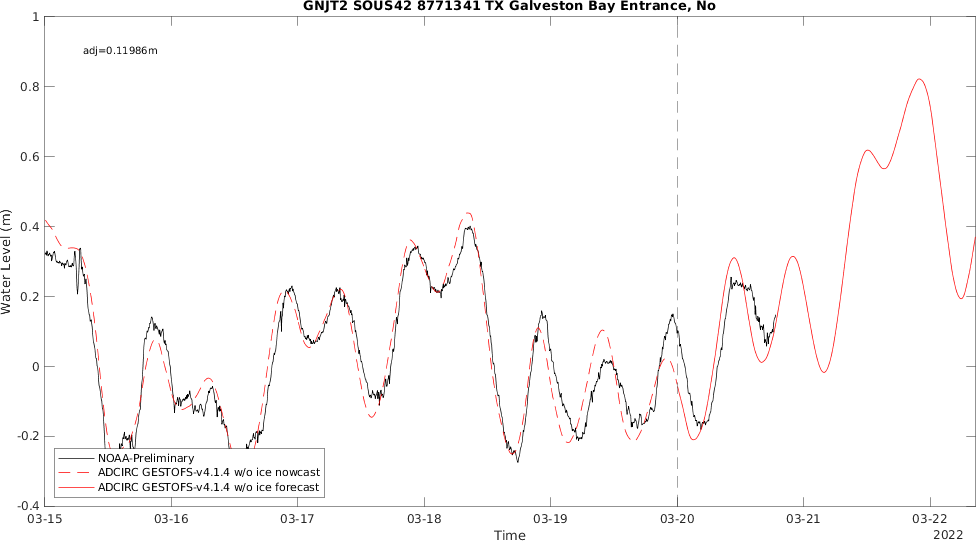 GNJT2 SOUS42 8771341 TX Galveston Bay Entrance, No
adj=0.11986m
Water Level (m)
1
0.8
0.6
0.4
0.2
0
-0.2
-0.4
NOAA-Preliminary
ADCIRC GESTOFS-v4.1.4 w/o ice nowcast
ADCIRC GESTOFS-v4.1.4 w/o ice forecast
03-15 03-16 03-17 03-18 03-19 03-20 03-21 03-22
Time
2022